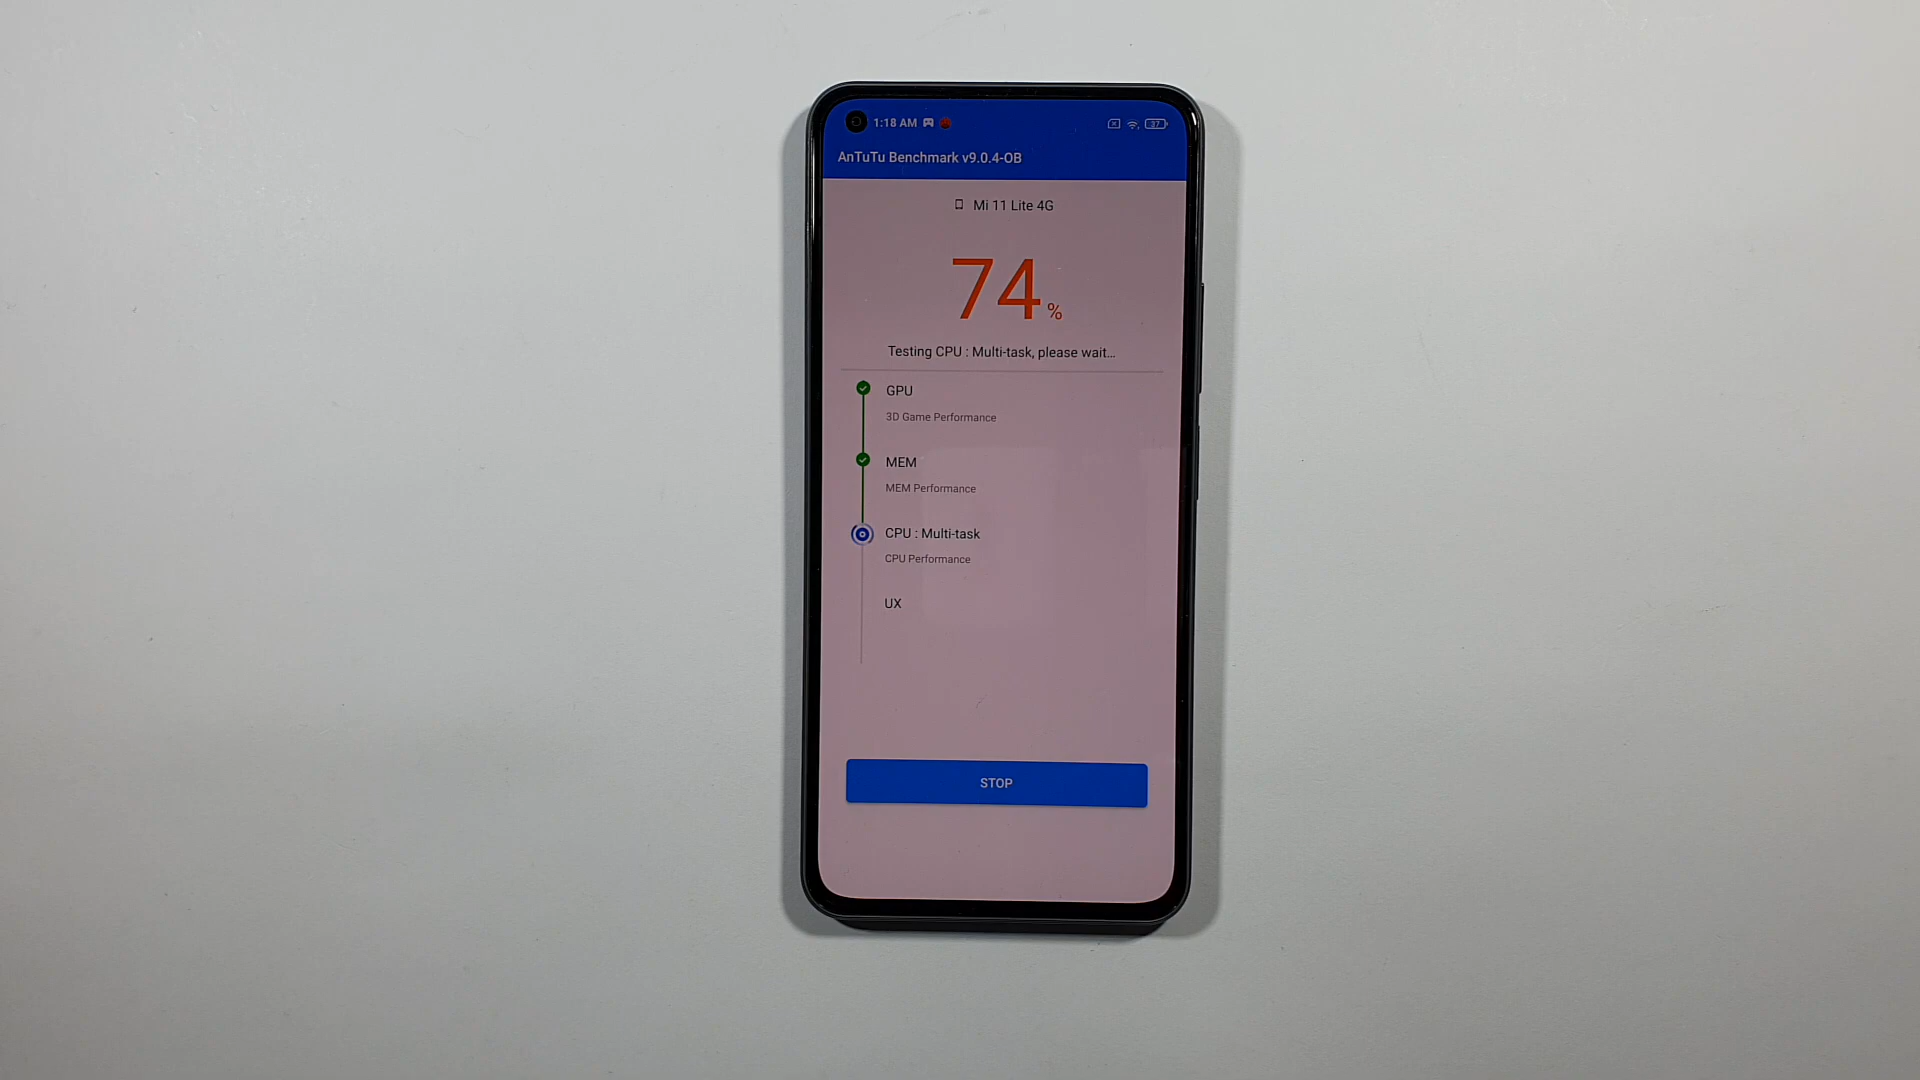 1:18 AM 37
AnTuTu Benchmark v9.0.4-OB
Mi 11 Lite 4G
74%
Testing CPU : Multi-task, please wait...
GPU
3D Game Performance
MEM
MEM Performance
CPU : Multi-task
CPU Performance
UX
STOP